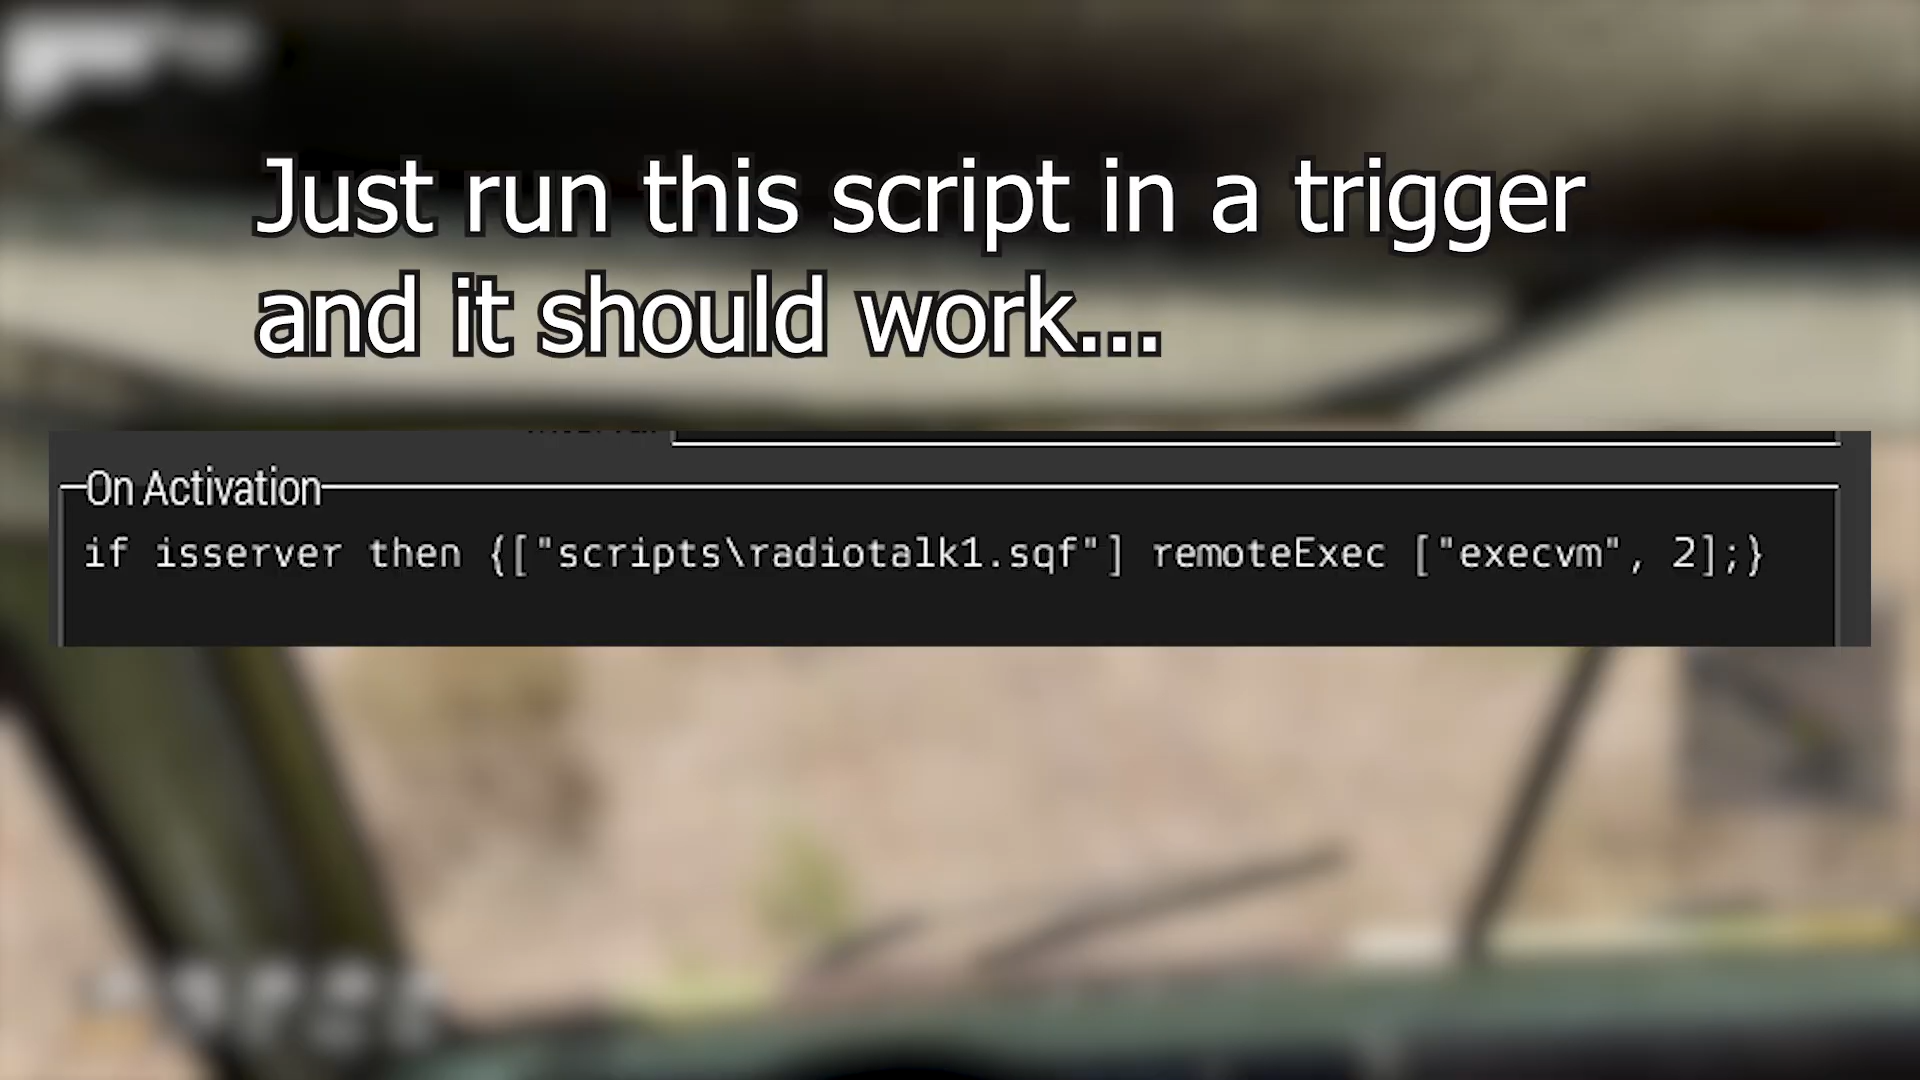 Just run this script in a trigger
and it should work...
On Activation
if isserver then {["scripts\radiotalk1.sqf"] remoteExec ["execvm", 2];}